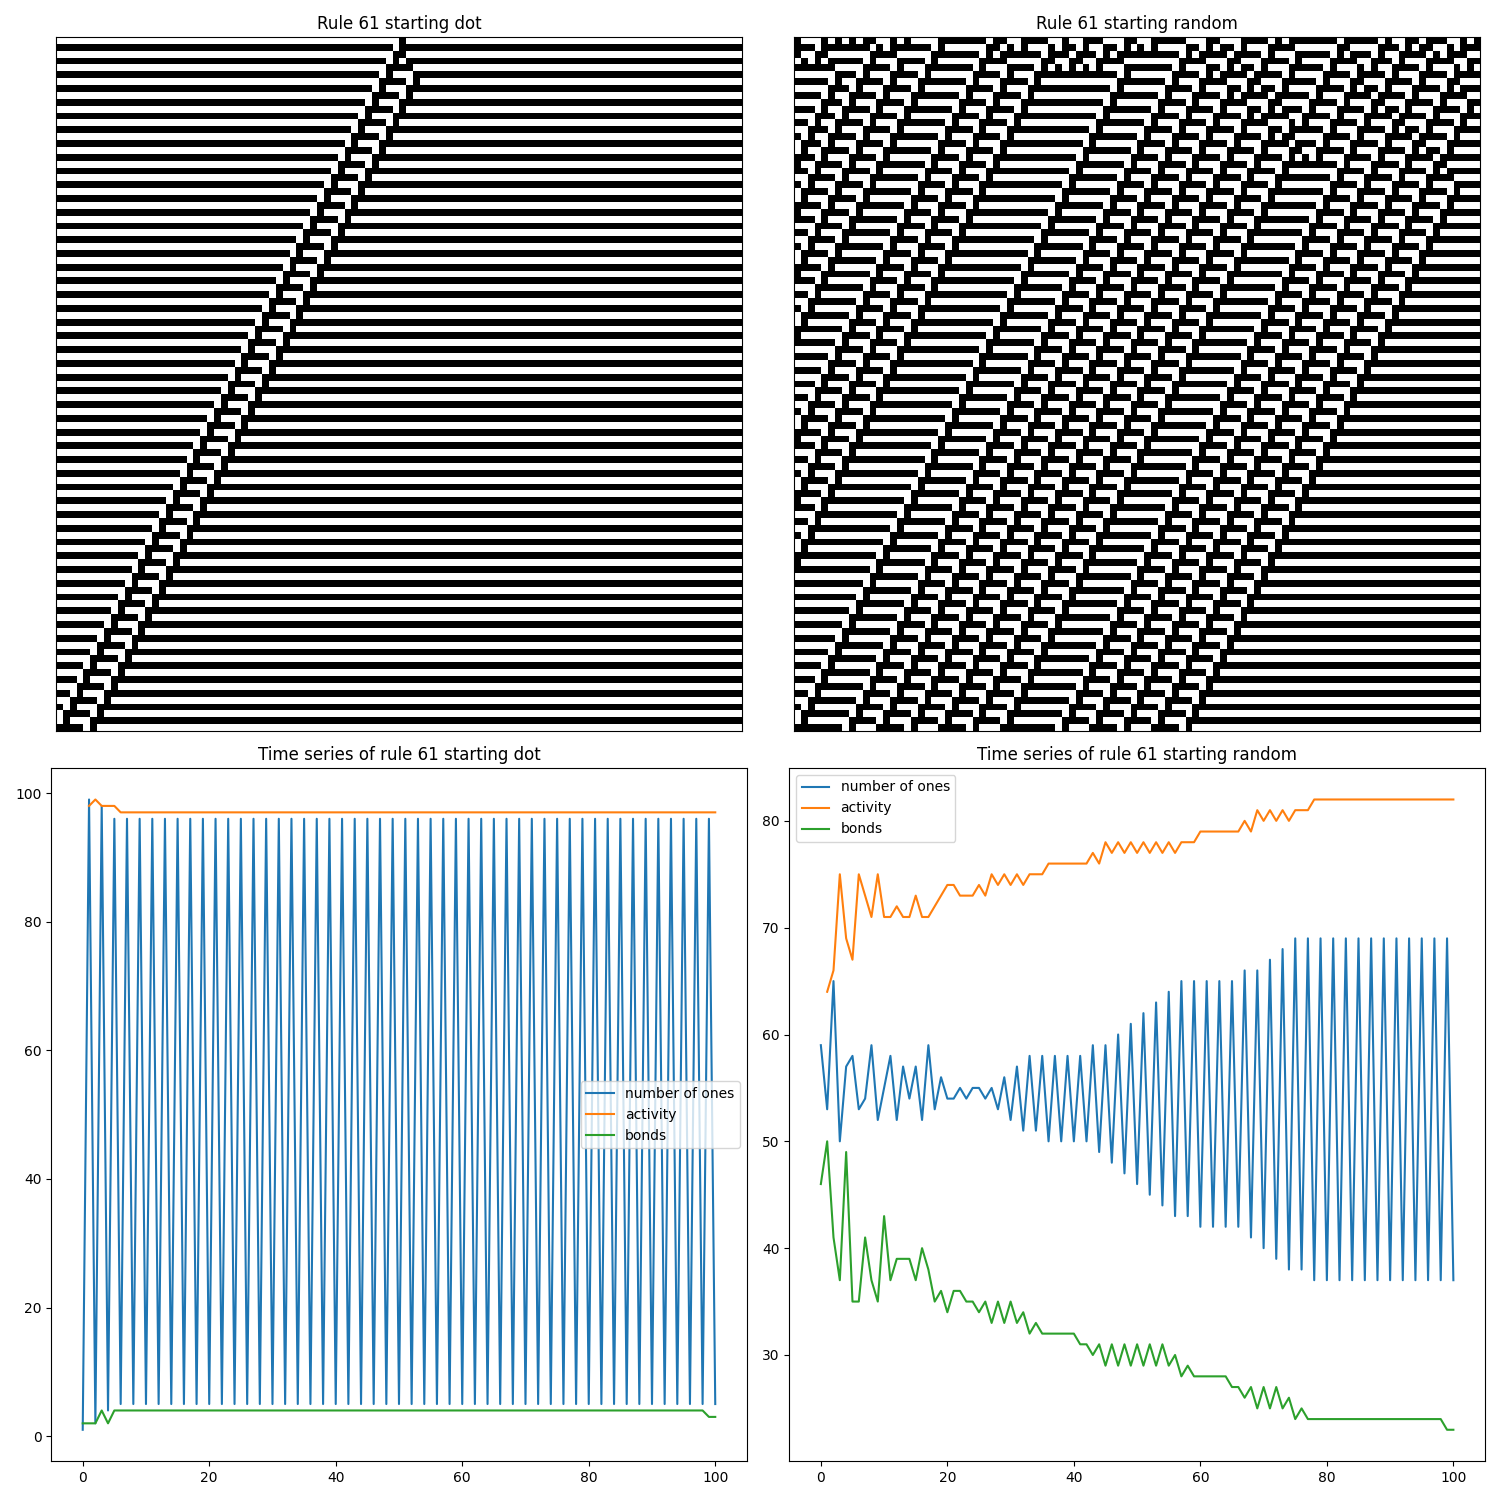 Rule 61 starting dot
Rule 61 starting random
Time series of rule 61 starting dot
100
80
60
40
20
0
number of ones
activity
bonds
0
20
40
60
80
100
Time series of rule 61 starting random
number of ones
activity
bonds
80
70
60
50
40
30
0
20
40
60
80
100